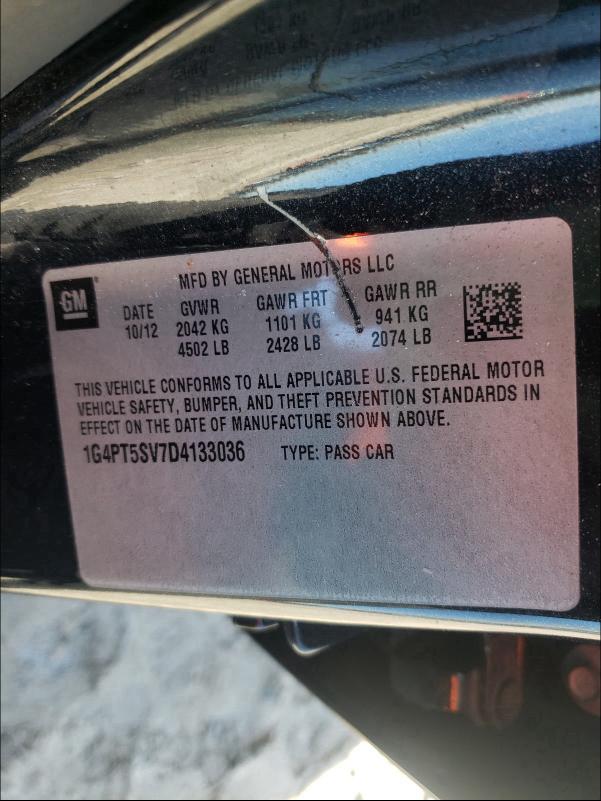 MFD BY GENERAL MOTORS LLC
GM
DATE GVWR GAWR FRT GAWR RR
10/12 2042 KG 1101 KG 941 KG
4502 LB 2428 LB 2074 LB
THIS VEHICLE CONFORMS TO ALL APPLICABLE U.S. FEDERAL MOTOR
VEHICLE SAFETY, BUMPER, AND THEFT PREVENTION STANDARDS IN
EFFECT ON THE DATE OF MANUFACTURE SHOWN ABOVE.
1G4PT5SV7D4133036 TYPE: PASS CAR